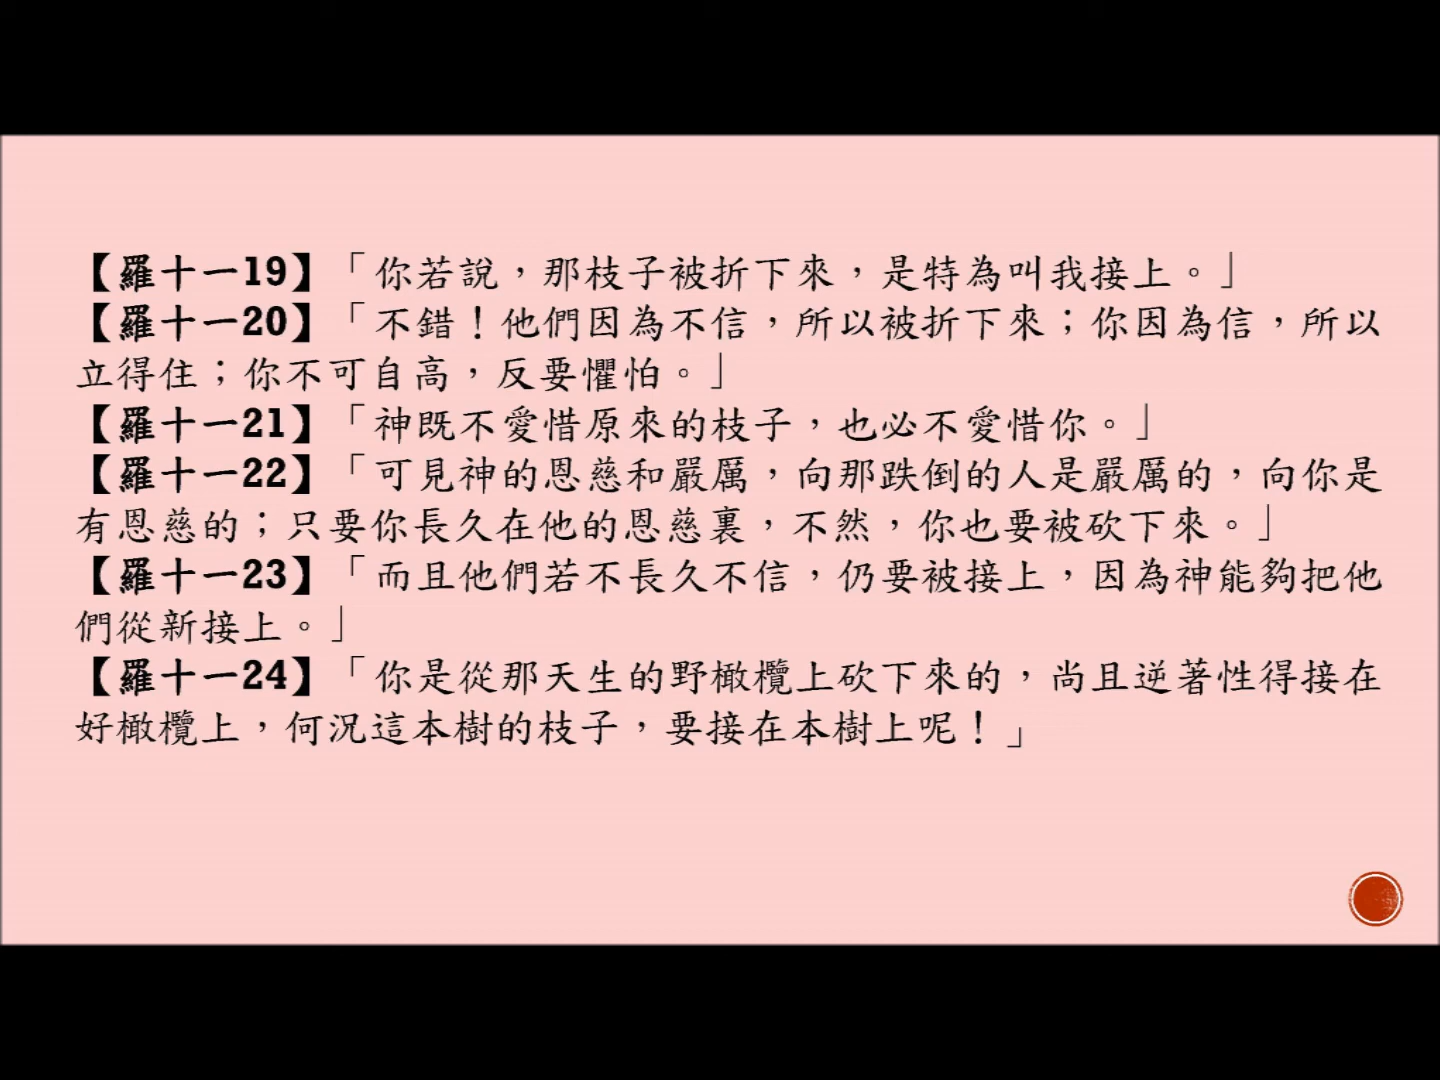 【羅十一19】「你若說，那枝子被折下來，是特為叫我接上。」
【羅十一20】「不錯！他們因為不信，所以被折下來；你因為信，所以
立得住；你不可自高，反要懼怕。」
【羅十一21】「神既不愛惜原來的枝子，也必不愛惜你。」
【羅十一22】「可見神的恩慈和嚴厲，向那跌倒的人是嚴厲的，向你是
有恩慈的；只要你長久在他的恩慈裏，不然，你也要被砍下來。」
【羅十一23】「而且他們若不長久不信，仍要被接上，因為神能夠把他
們從新接上。」
【羅十一24】「你是從那天生的野橄欖上砍下來的，尚且逆著性得接在
好橄欖上，何況這本樹的枝子，要接在本樹上呢！」